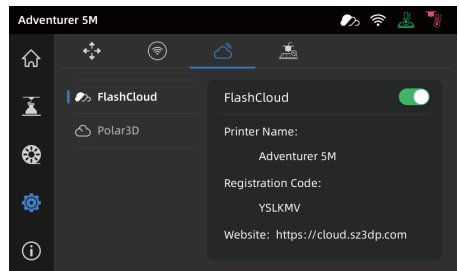 Adventurer 5M
FlashCloud
FlashCloud
Polar3D
Printer Name:
Adventurer 5M
Registration Code:
YSLKMV
Website: https://cloud.sz3dp.com